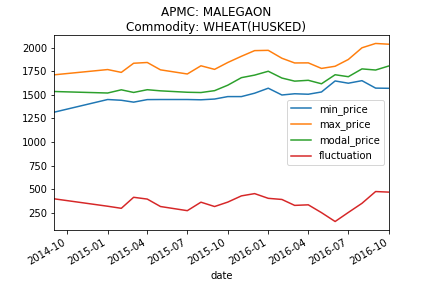 APMC: MALEGAON
Commodity: WHEAT(HUSKED)
2000
1750
1500
1250
1000
750
500
250
min_price
max_price
modal_price
fluctuation
2014-10
2015-01
2015-04
2015-07
2015-10
2016-01
2016-04
2016-07
2016-10
date